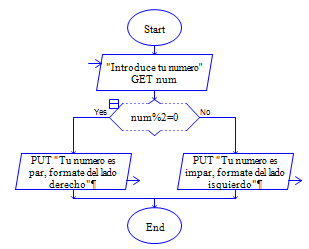 Start
"Introduce tu numero"
GET num
Yes
num%2=0
No
PUT "Tu numero es
par, formate del lado
derecho"¶
PUT "Tu numero es
impar, formate del lado
isquierdo"¶
End